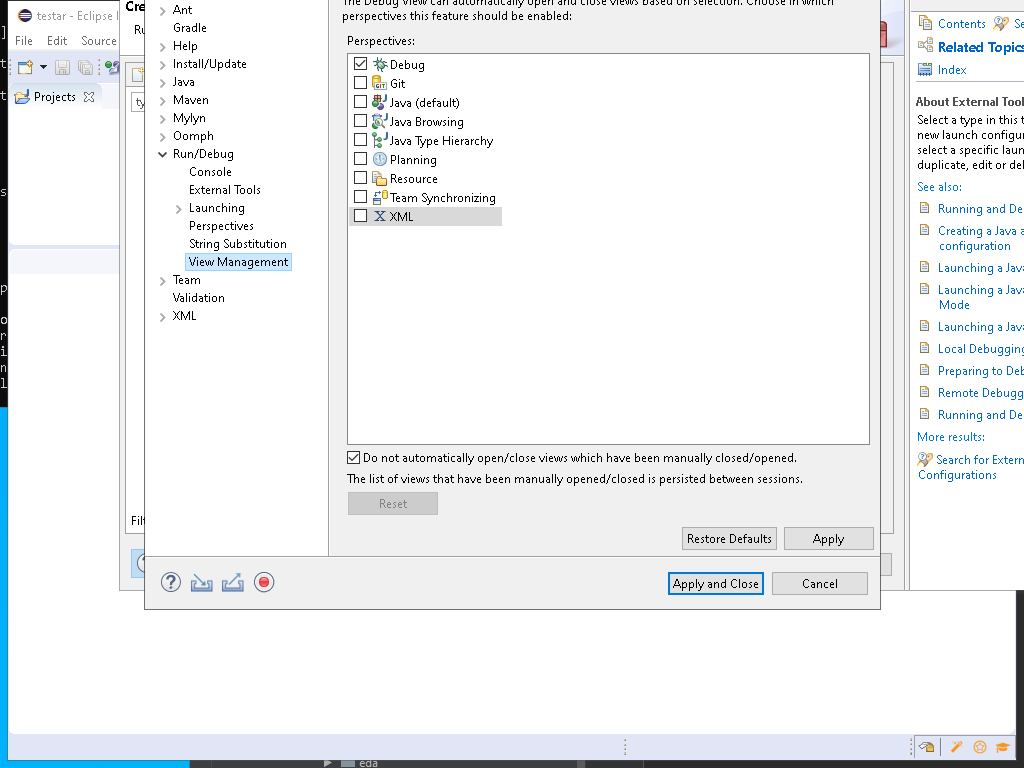 testar - Eclipse
File Edit Source
Projects
Cre
Ru
ty
Filt
Ant
Gradle
Help
Install/Update
Java
Maven
Mylyn
Oomph
Run/Debug
Console
External Tools
Launching
Perspectives
String Substitution
View Management
Team
Validation
XML
The Debug View can automatically open and close views based on selection. Choose in which
perspectives this feature should be enabled:
Perspectives:
Debug
Git
Java (default)
Java Browsing
Java Type Hierarchy
Planning
Resource
Team Synchronizing
XML
Do not automatically open/close views which have been manually closed/opened.
The list of views that have been manually opened/closed is persisted between sessions.
Reset
Restore Defaults Apply
Apply and Close Cancel
Contents Se
Related Topics
Index
About External Tool
Select a type in this t
new launch configu
select a specific laun
duplicate, edit or del
See also:
Running and De
Creating a Java a
configuration
Launching a Java
Launching a Java
Mode
Launching a Java
Local Debugging
Preparing to Deb
Remote Debugg
Running and De
More results:
Search for Extern
Configurations
eda